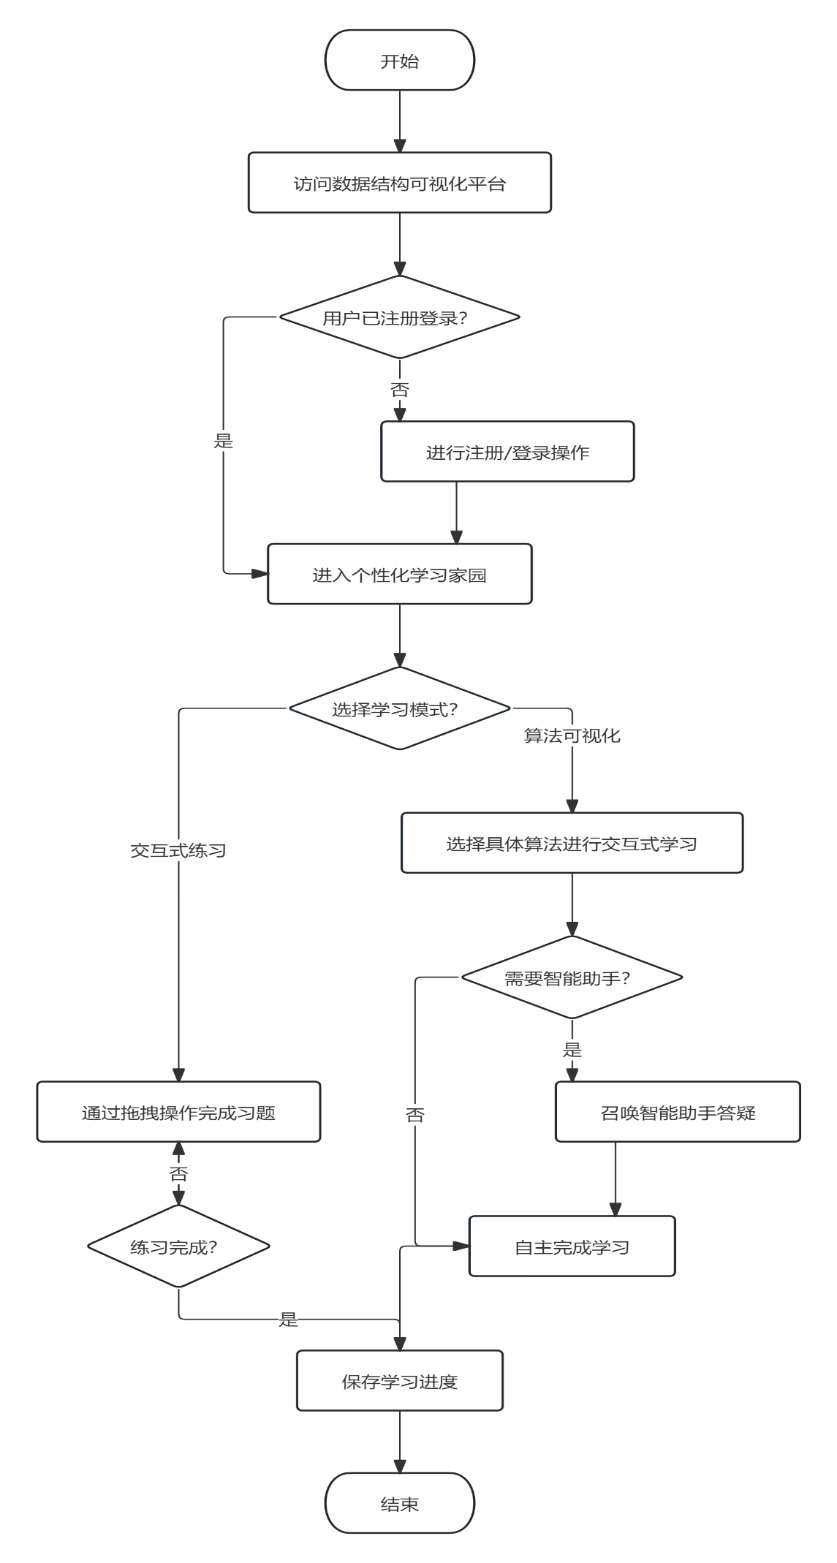 开始
访问数据结构可视化平台
用户已注册登录?
否
是
进行注册/登录操作
进入个性化学习家园
选择学习模式?
算法可视化
交互式练习
选择具体算法进行交互式学习
需要智能助手?
是
否
通过拖拽操作完成习题
召唤智能助手答疑
否
练习完成?
自主完成学习
是
保存学习进度
结束